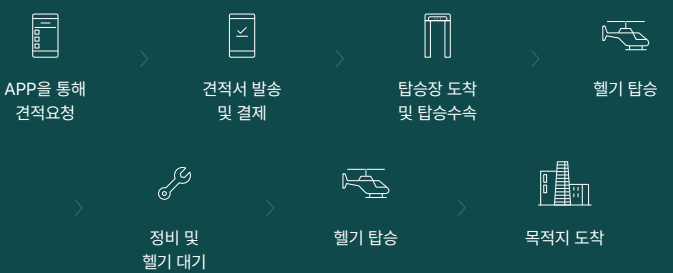 APP을 통해
견적요청
견적서 발송
및 결제
탑승장 도착
및 탑승수속
헬기 탑승
정비 및
헬기 대기
헬기 탑승
목적지 도착